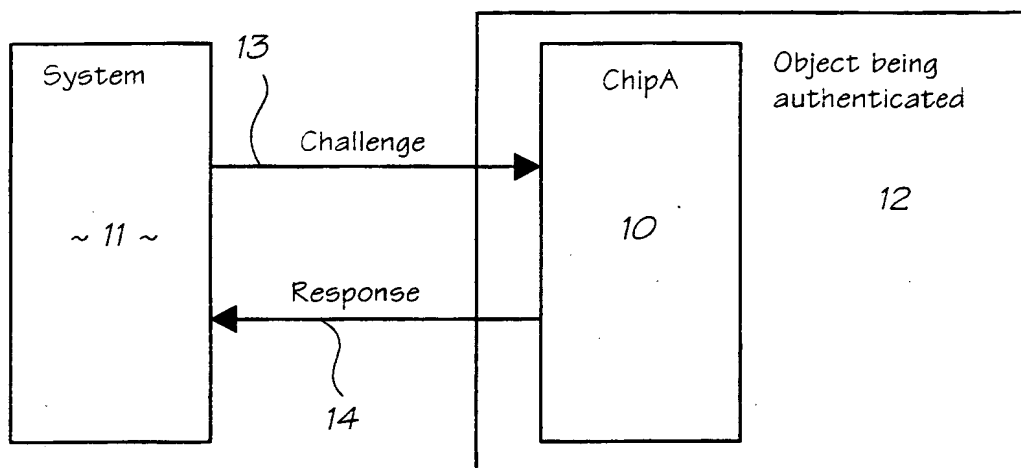 13
System
ChipA
Object being
authenticated
Challenge
12
~ 11 ~
10
Response
14